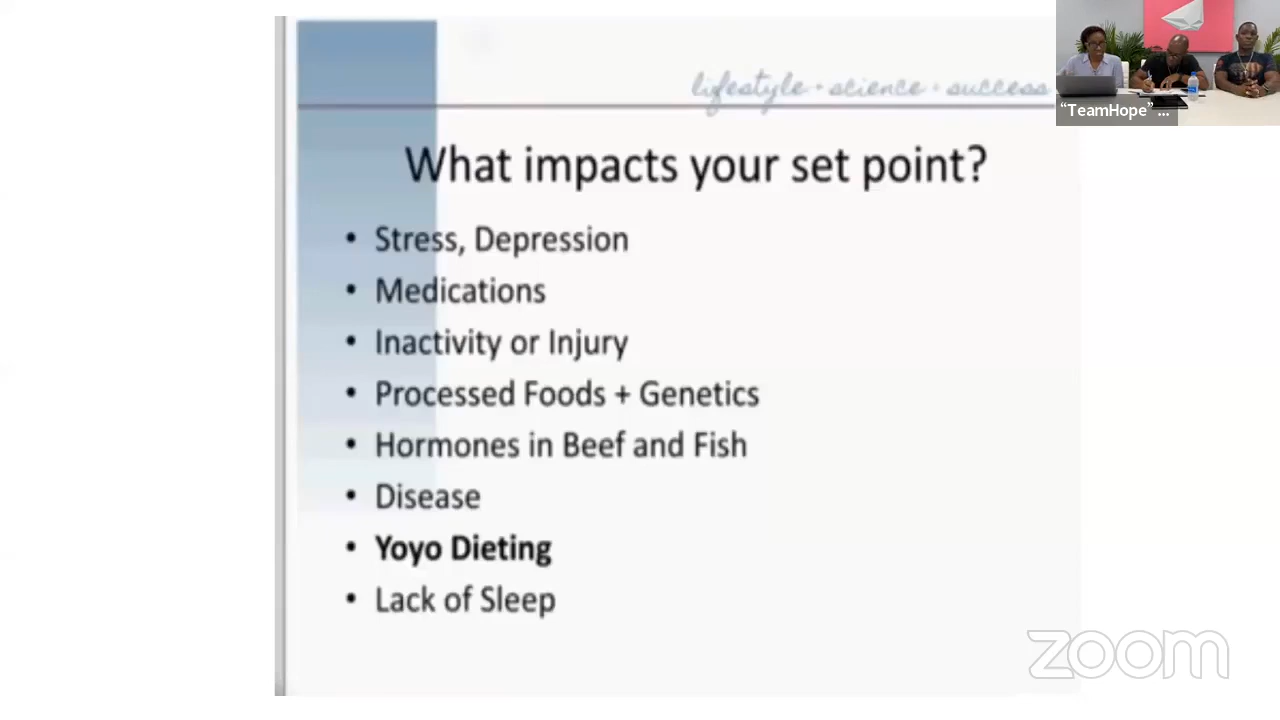 lifestyle • science • success
“TeamHope” ...
What impacts your set point?
• Stress, Depression
• Medications
• Inactivity or Injury
• Processed Foods + Genetics
• Hormones in Beef and Fish
• Disease
• Yoyo Dieting
• Lack of Sleep
zoom